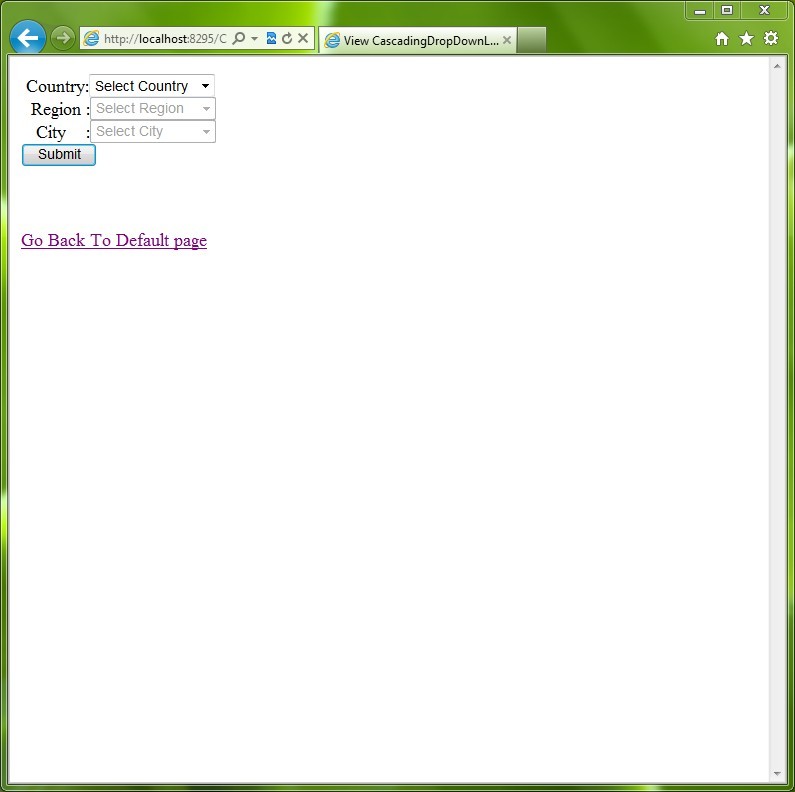 http://localhost:8295/C
View CascadingDropDownL...
Country: Select Country
Region : Select Region
City : Select City
Submit
Go Back To Default page